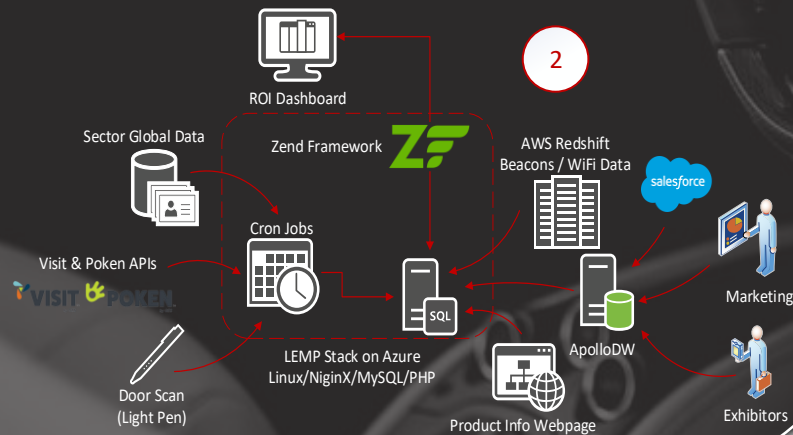 2
ROI Dashboard
Sector Global Data
Zend Framework
ZF
AWS Redshift
Beacons / WiFi Data
salesforce
Cron Jobs
Visit & Poken APIs
VISIT POKEN
SQL
Marketing
ApolloDW
LEMP Stack on Azure
Linux/NiginX/MySQL/PHP
Door Scan
(Light Pen)
Product Info Webpage
Exhibitors